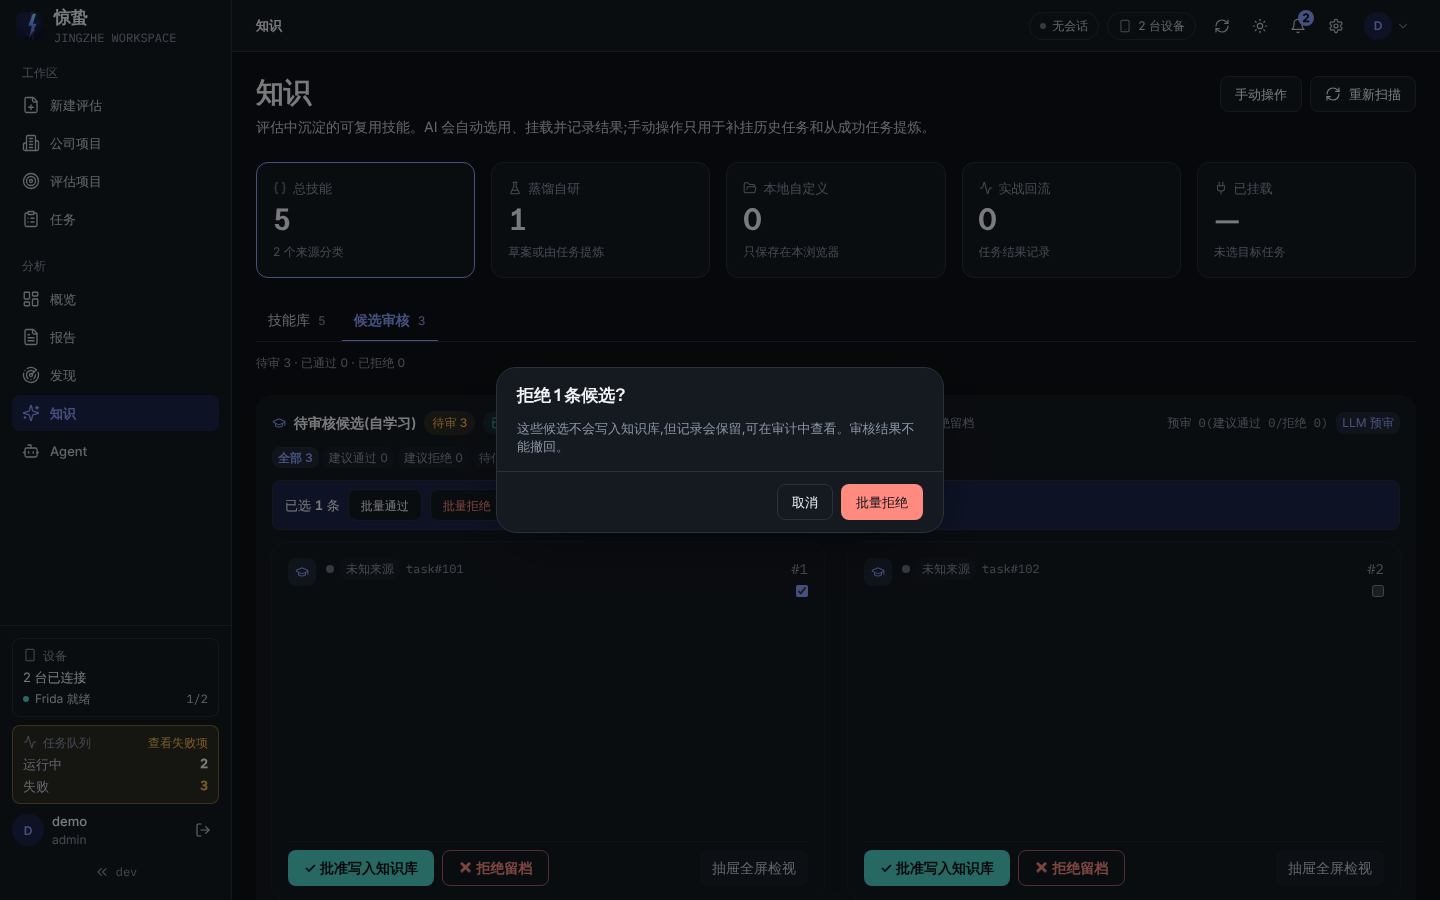 惊蛰
JINGZHE WORKSPACE
工作区
新建评估
公司项目
评估项目
任务
分析
概览
报告
发现
知识
Agent
设备
2 台已连接
Frida 就绪 1/2
任务队列 查看失败项
运行中 2
失败 3
D demo
admin
dev
知识
无会话
2 台设备
2
D
知识
评估中沉淀的可复用技能。AI 会自动选用、挂载并记录结果;手动操作只用于补挂历史任务和从成功任务提炼。
手动操作
重新扫描
总技能
5
2 个来源分类
蒸馏自研
1
草案或由任务提炼
本地自定义
0
只保存在本浏览器
实战回流
0
任务结果记录
已挂载
—
未选目标任务
技能库 5 候选审核 3
待审 3 · 已通过 0 · 已拒绝 0
待审核候选(自学习) 待审 3
绝留档 预审 0(建议通过 0/拒绝 0) LLM 预审
全部 3 建议通过 0 建议拒绝 0
已选 1 条 批量通过 批量拒绝
拒绝 1 条候选?
这些候选不会写入知识库,但记录会保留,可在审计中查看。审核结果不
能撤回。
取消 批量拒绝
未知来源 task#101 #1
✓ 批准写入知识库 ✕ 拒绝留档 抽屉全屏检视
未知来源 task#102 #2
✓ 批准写入知识库 ✕ 拒绝留档 抽屉全屏检视